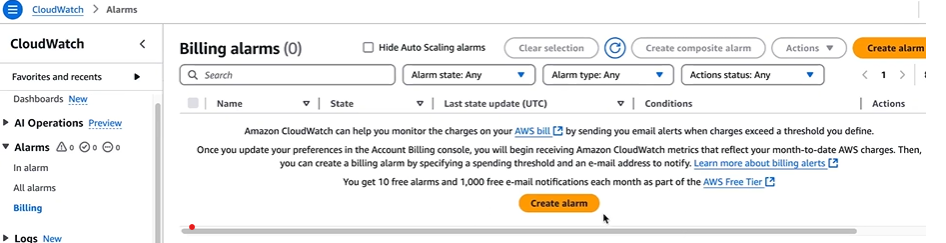 CloudWatch > Alarms
CloudWatch
Favorites and recents
Dashboards New
AI Operations Preview
Alarms 0 0 0
In alarm
All alarms
Billing
Logs New
Billing alarms (0)
Hide Auto Scaling alarms
Clear selection
Create composite alarm
Actions
Create alarm
Search
Alarm state: Any
Alarm type: Any
Actions status: Any
1
Name
State
Last state update (UTC)
Conditions
Actions
Amazon CloudWatch can help you monitor the charges on your AWS bill by sending you email alerts when charges exceed a threshold you define.
Once you update your preferences in the Account Billing console, you will begin receiving Amazon CloudWatch metrics that reflect your month-to-date AWS charges. Then,
you can create a billing alarm by specifying a spending threshold and an e-mail address to notify. Learn more about billing alerts
You get 10 free alarms and 1,000 free e-mail notifications each month as part of the AWS Free Tier
Create alarm